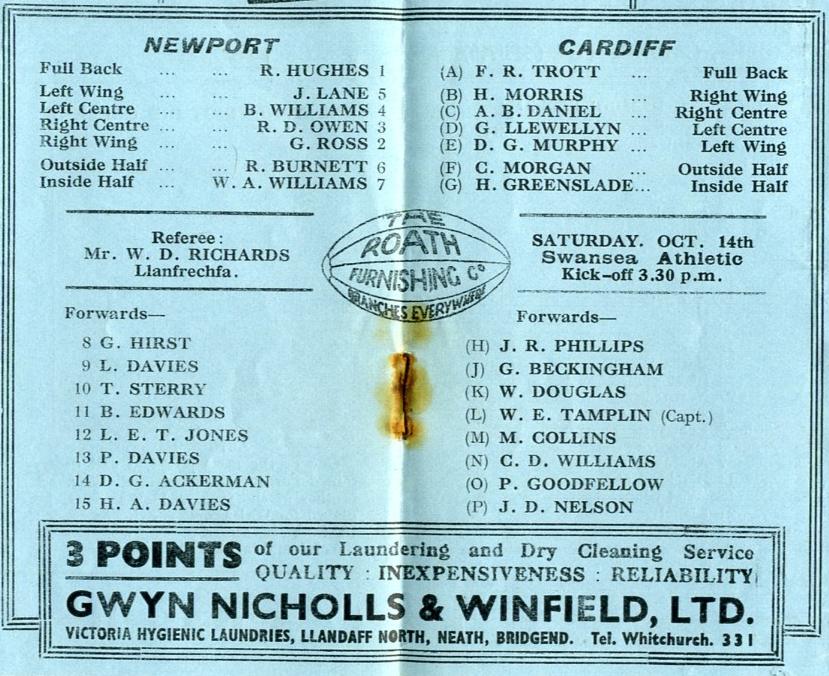 NEWPORT
Full Back ... ... R. HUGHES 1
Left Wing ... J. LANE 5
Left Centre ... B. WILLIAMS 4
Right Centre ... R. D. OWEN 3
Right Wing ... G. ROSS 2
Outside Half ... ... R. BURNETT 6
Inside Half ... W. A. WILLIAMS 7
CARDIFF
(A) F. R. TROTT ... Full Back
(B) H. MORRIS ... Right Wing
(C) A. B. DANIEL ... Right Centre
(D) G. LLEWELLYN ... Left Centre
(E) D. G. MURPHY ... Left Wing
(F) C. MORGAN ... Outside Half
(G) H. GREENSLADE... Inside Half
Referee:
Mr. W. D. RICHARDS
Llanfrechfa.
THE
ROATH
FURNISHING Co
BRANCHES EVERYWHERE
SATURDAY. OCT. 14th
Swansea Athletic
Kick-off 3.30 p.m.
Forwards—
8 G. HIRST
9 L. DAVIES
10 T. STERRY
11 B. EDWARDS
12 L. E. T. JONES
13 P. DAVIES
14 D. G. ACKERMAN
15 H. A. DAVIES
Forwards—
(H) J. R. PHILLIPS
(J) G. BECKINGHAM
(K) W. DOUGLAS
(L) W. E. TAMPLIN (Capt.)
(M) M. COLLINS
(N) C. D. WILLIAMS
(O) P. GOODFELLOW
(P) J. D. NELSON
3 POINTS of our Laundering and Dry Cleaning Service
QUALITY : INEXPENSIVENESS : RELIABILITY
GWYN NICHOLLS & WINFIELD, LTD.
VICTORIA HYGIENIC LAUNDRIES, LLANDAFF NORTH, NEATH, BRIDGEND. Tel. Whitchurch. 331